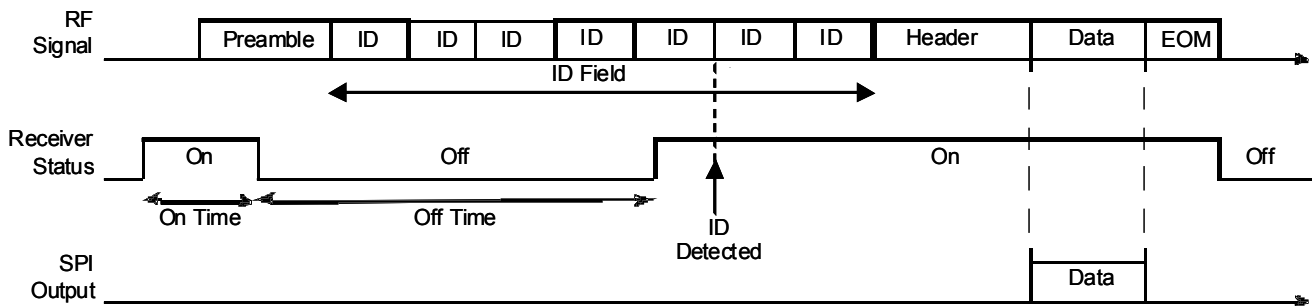 RF
Signal
Preamble ID ID ID ID ID ID ID Header Data EOM
ID Field
Receiver
Status
On Off On Off
On Time Off Time
ID
Detected
SPI
Output
Data